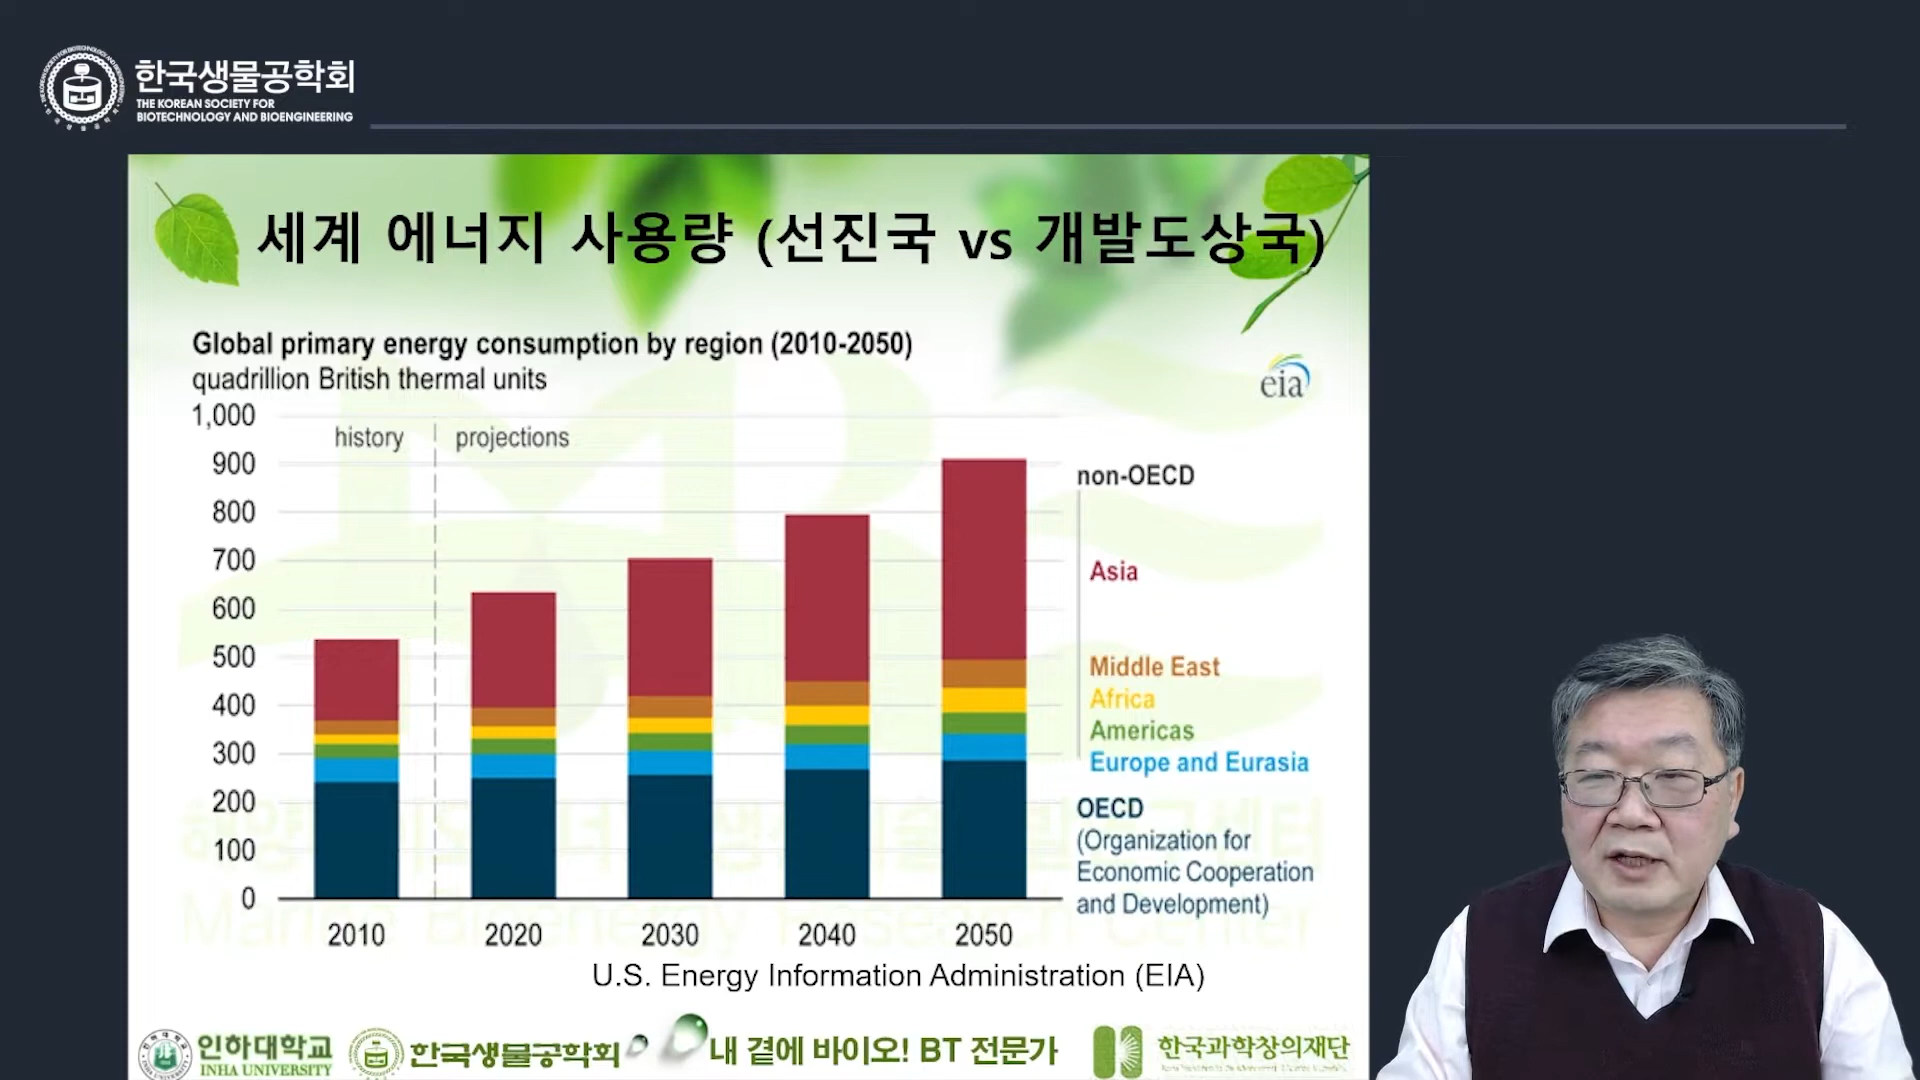 한국생물공학회
THE KOREAN SOCIETY FOR
BIOTECHNOLOGY AND BIOENGINEERING
세계 에너지 사용량 (선진국 vs 개발도상국)
Global primary energy consumption by region (2010-2050)
quadrillion British thermal units
eia
1,000
history
projections
900
800
700
600
500
400
300
200
100
0
non-OECD
Asia
Middle East
Africa
Americas
Europe and Eurasia
OECD
(Organization for
Economic Cooperation
and Development)
2010 2020 2030 2040 2050
U.S. Energy Information Administration (EIA)
Marine Bioenergy Research Center
인하대학교
INHA UNIVERSITY
한국생물공학회
내 곁에 바이오! BT 전문가
한국과학창의재단